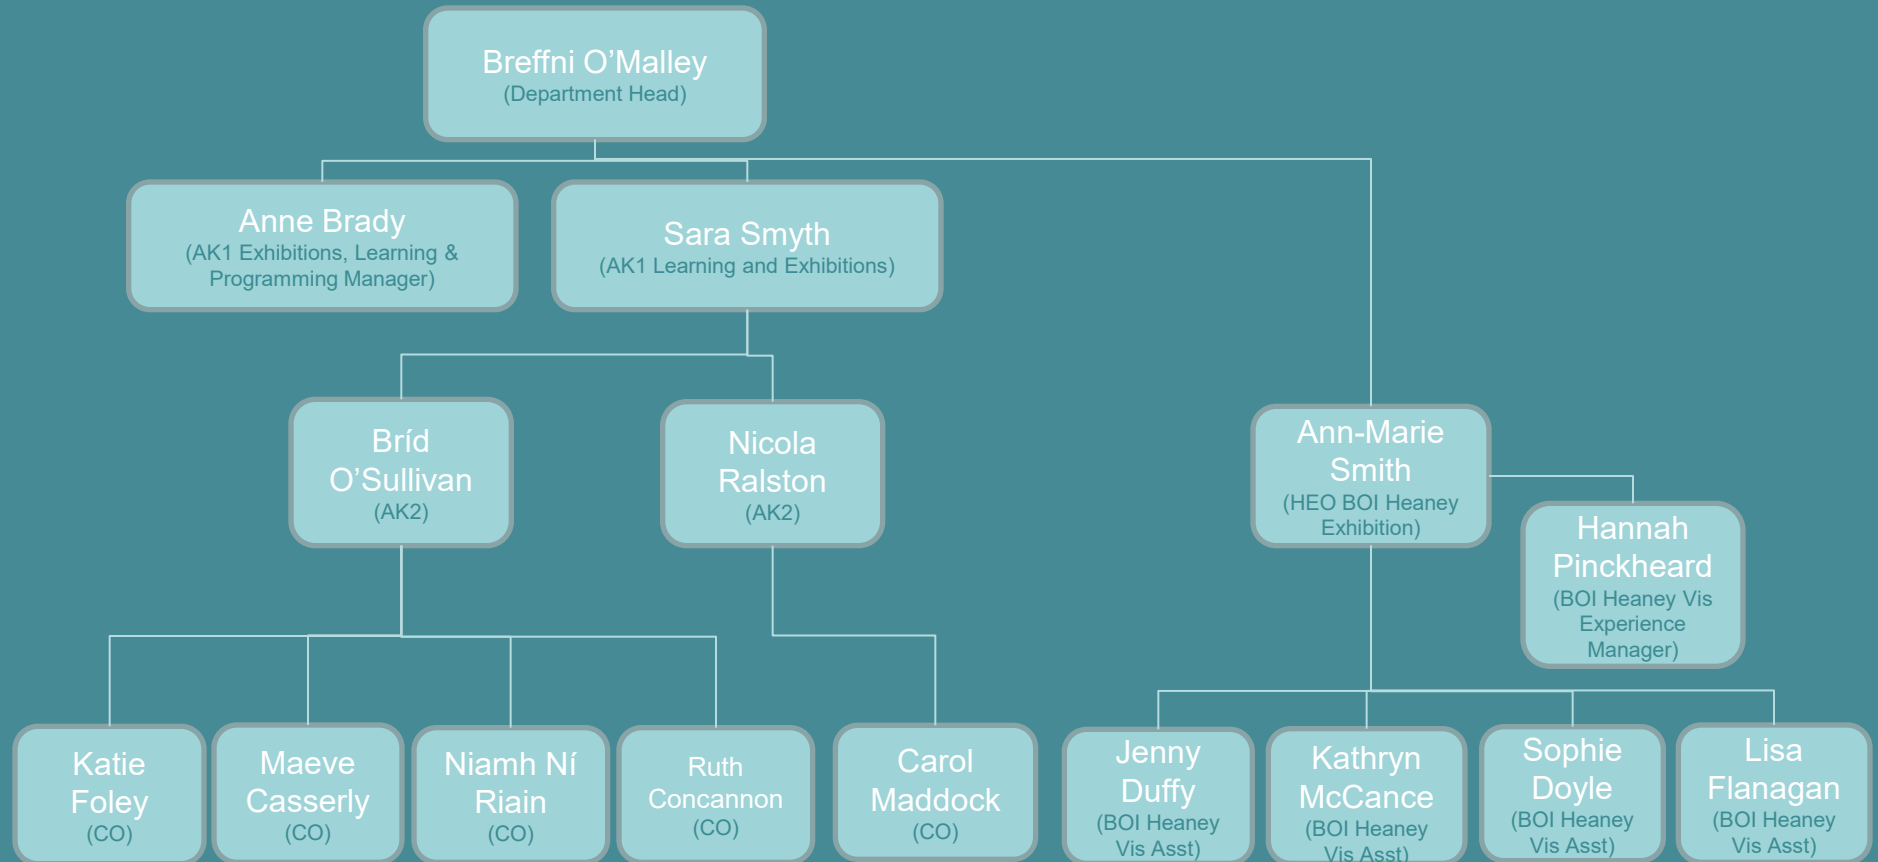 Breffni O’Malley
(Department Head)
Anne Brady
(AK1 Exhibitions, Learning &
Programming Manager)
Sara Smyth
(AK1 Learning and Exhibitions)
Bríd
O’Sullivan
(AK2)
Nicola
Ralston
(AK2)
Ann-Marie
Smith
(HEO BOI Heaney
Exhibition)
Hannah
Pinckheard
(BOI Heaney Vis
Experience
Manager)
Katie
Foley
(CO)
Maeve
Casserly
(CO)
Niamh Ní
Riain
(CO)
Ruth
Concannon
(CO)
Carol
Maddock
(CO)
Jenny
Duffy
(BOI Heaney
Vis Asst)
Kathryn
McCance
(BOI Heaney
Vis Asst)
Sophie
Doyle
(BOI Heaney
Vis Asst)
Lisa
Flanagan
(BOI Heaney
Vis Asst)